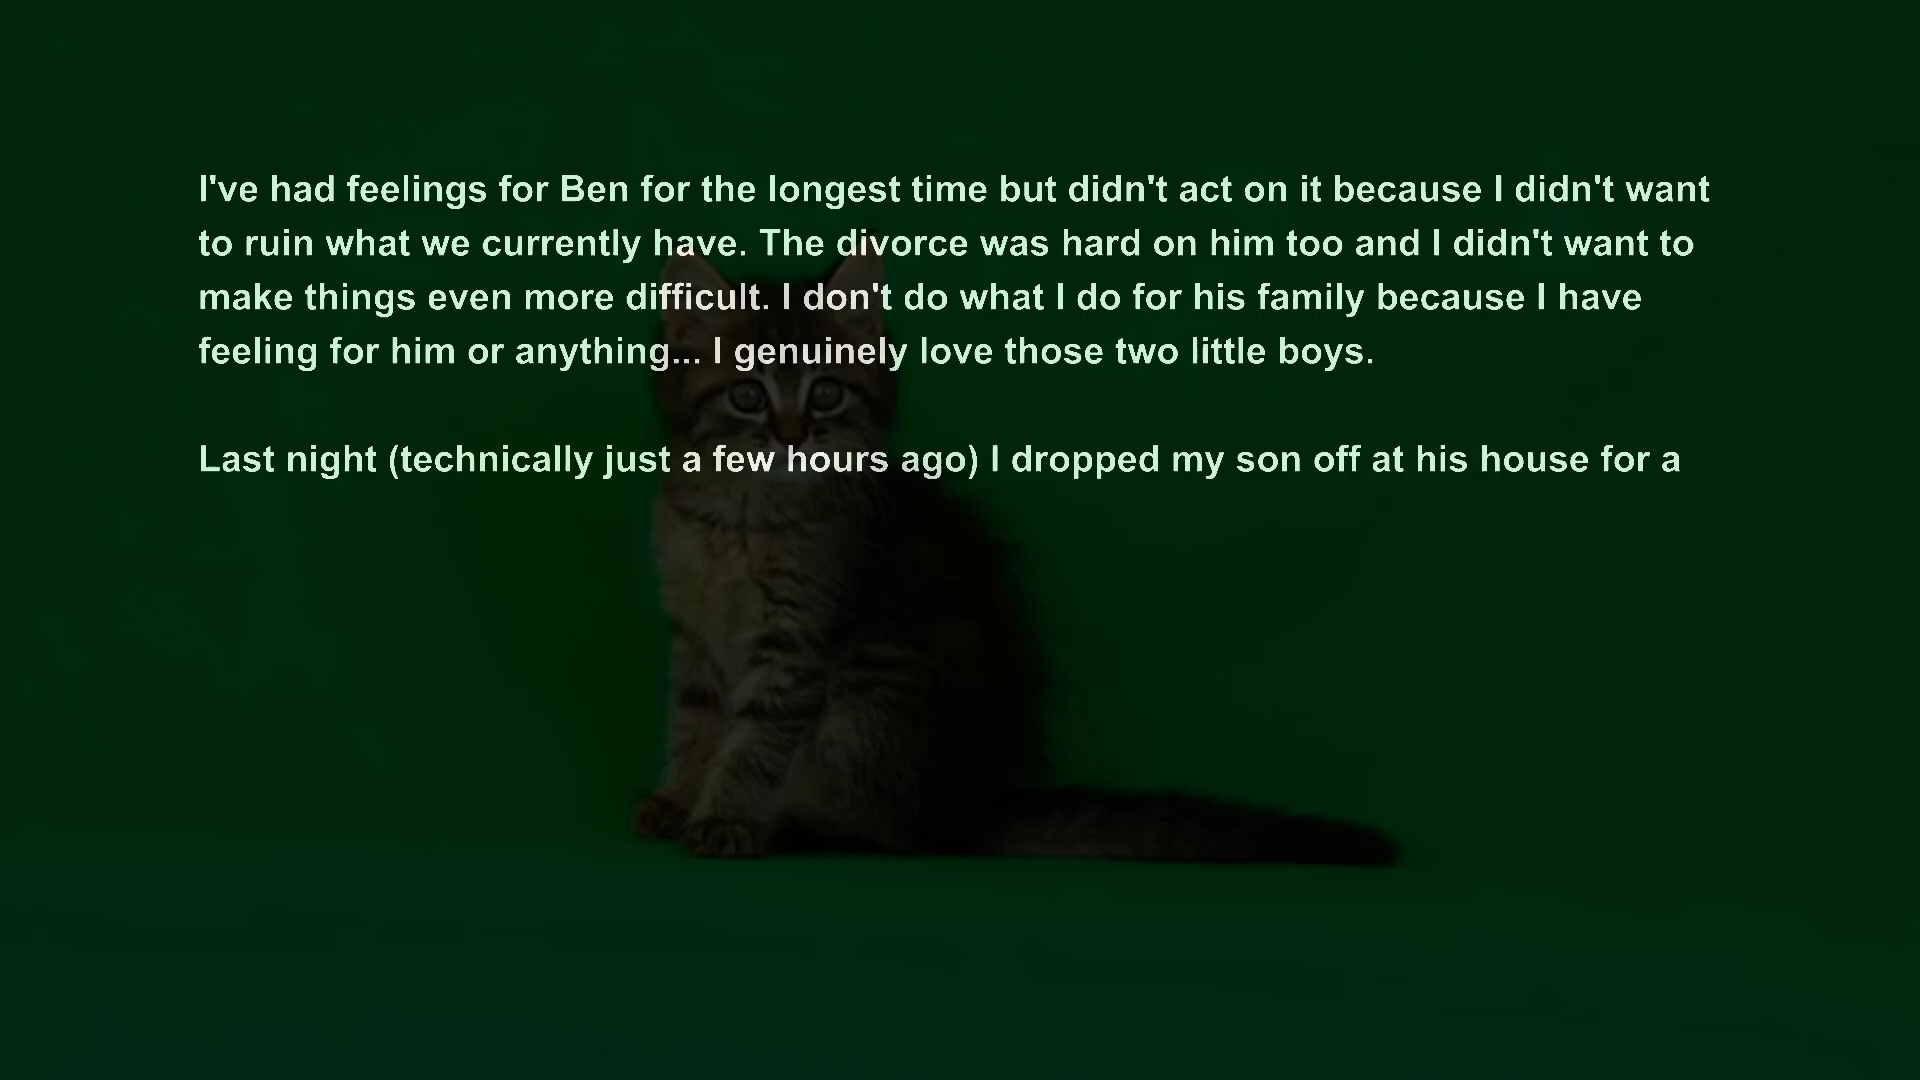 I've had feelings for Ben for the longest time but didn't act on it because I didn't want
to ruin what we currently have. The divorce was hard on him too and I didn't want to
make things even more difficult. I don't do what I do for his family because I have
feeling for him or anything... I genuinely love those two little boys.
Last night (technically just a few hours ago) I dropped my son off at his house for a